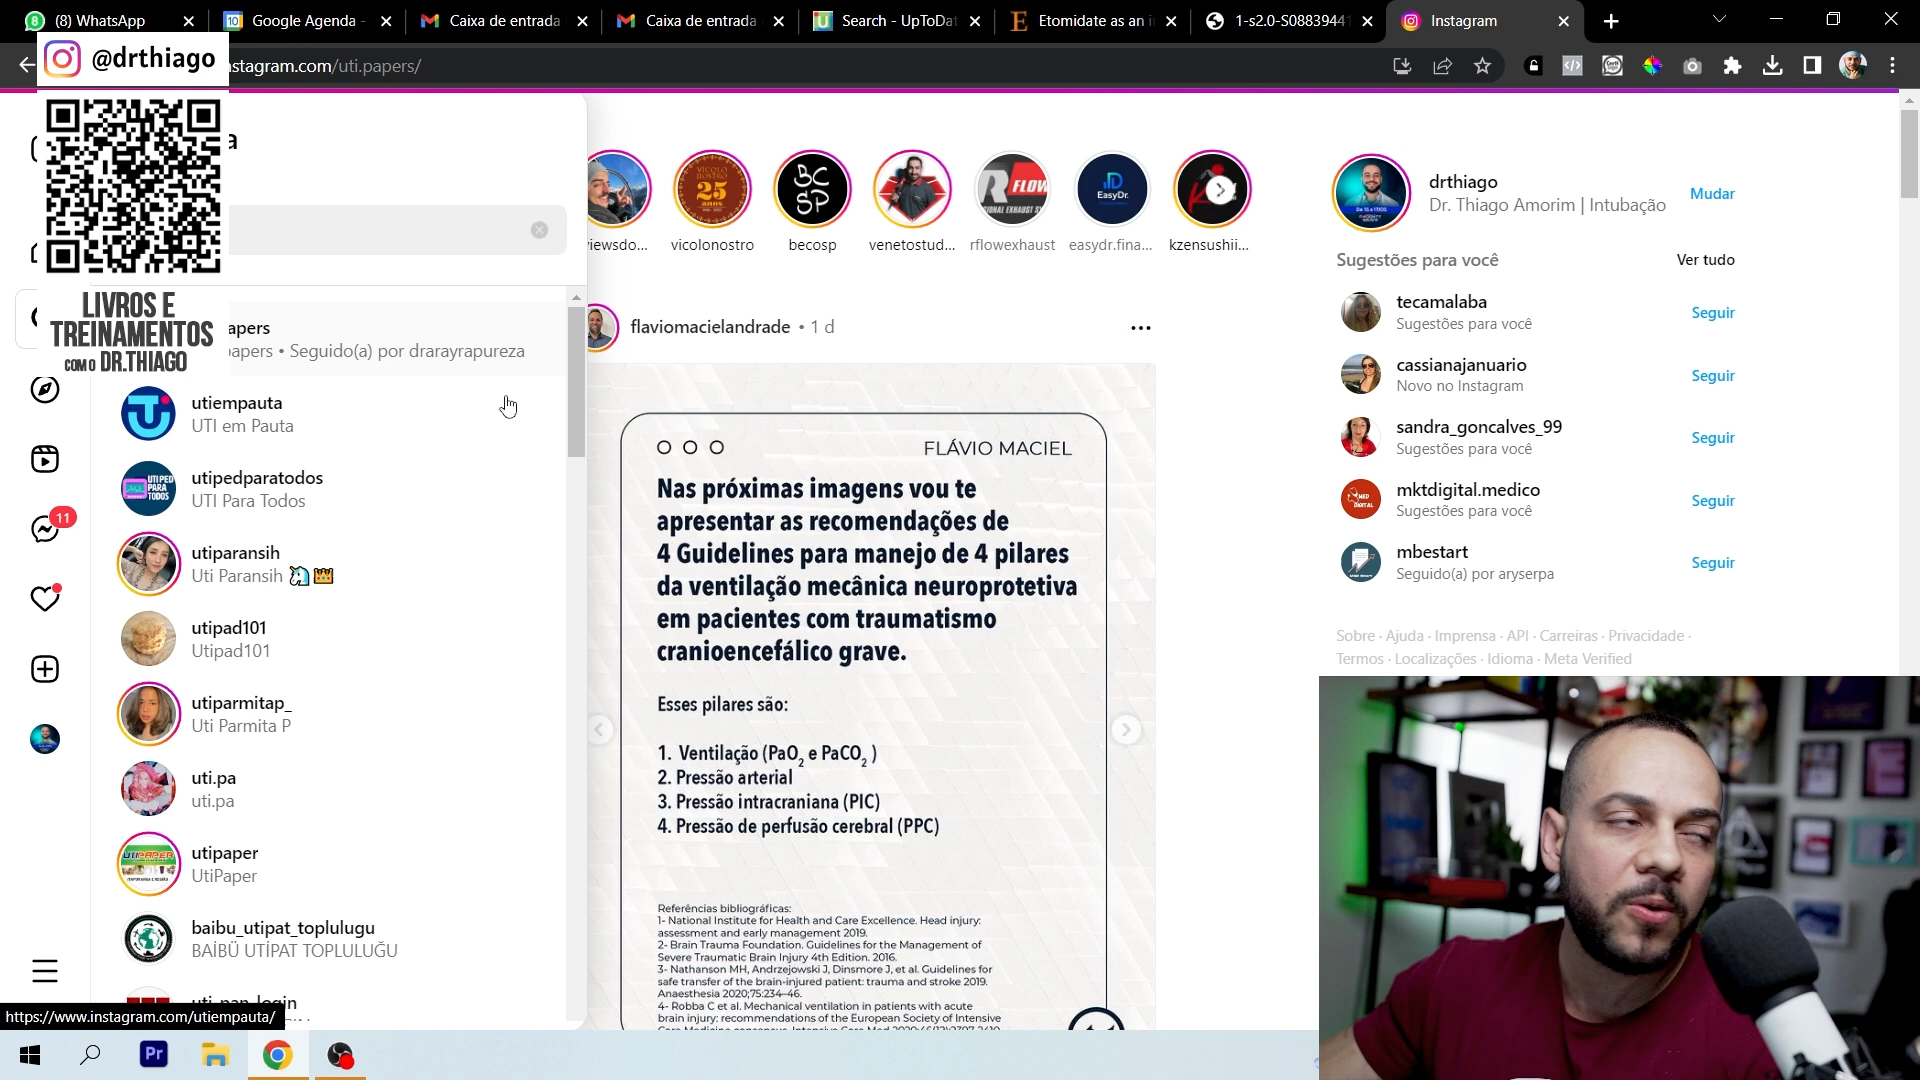 (8) WhatsApp
Google Agenda -
Caixa de entrada
Caixa de entrada
Search - UpToDat
Etomidate as an i
1-s2.0-S08839441
Instagram
@drthiago
stagram.com/uti.papers/
LIVROS E
TREINAMENTOS
COM O DR.THIAGO
a
apers
apers • Seguido(a) por drarayrapureza
utiempauta
UTI em Pauta
utipedparatodos
UTI Para Todos
utiparansih
Uti Paransih 🦄👑
utipad101
Utipad101
utiparmitap_
Uti Parmita P
uti.pa
uti.pa
utipaper
UtiPaper
baibu_utipat_toplulugu
BAİBÜ UTİPAT TOPLULUĞU
uti-pan-login
11
https://www.instagram.com/utiempauta/
iewsdo...
vicolonostro
becosp
venetostud...
rflowexhaust
easydr.fina...
kzensushii...
25
anos
BC
SP
FLOW
EasyDr.
flaviomacielandrade • 1 d
FLÁVIO MACIEL
Nas próximas imagens vou te
apresentar as recomendações de
4 Guidelines para manejo de 4 pilares
da ventilação mecânica neuroprotetiva
em pacientes com traumatismo
cranioencefálico grave.
Esses pilares são:
1. Ventilação (PaO₂ e PaCO₂ )
2. Pressão arterial
3. Pressão intracraniana (PIC)
4. Pressão de perfusão cerebral (PPC)
Referências bibliográficas:
1- National Institute for Health and Care Excellence. Head injury:
assessment and early management 2019.
2- Brain Trauma Foundation. Guidelines for the Management of
Severe Traumatic Brain Injury 4th Edition. 2016.
3- Nathanson MH, Andrzejowski J, Dinsmore J, et al. Guidelines for
safe transfer of the brain-injured patient: trauma and stroke 2019.
Anaesthesia 2020;75:234-46.
4- Robba C et al. Mechanical ventilation in patients with acute
brain injury: recommendations of the European Society of Intensive
drthiago
Dr. Thiago Amorim | Intubação
Mudar
Sugestões para você
Ver tudo
tecamalaba
Sugestões para você
Seguir
cassianajanuario
Novo no Instagram
Seguir
sandra_goncalves_99
Sugestões para você
Seguir
mktdigital.medico
Sugestões para você
Seguir
mbestart
Seguido(a) por aryserpa
Seguir
Sobre · Ajuda · Imprensa · API · Carreiras · Privacidade ·
Termos · Localizações · Idioma · Meta Verified
Pr